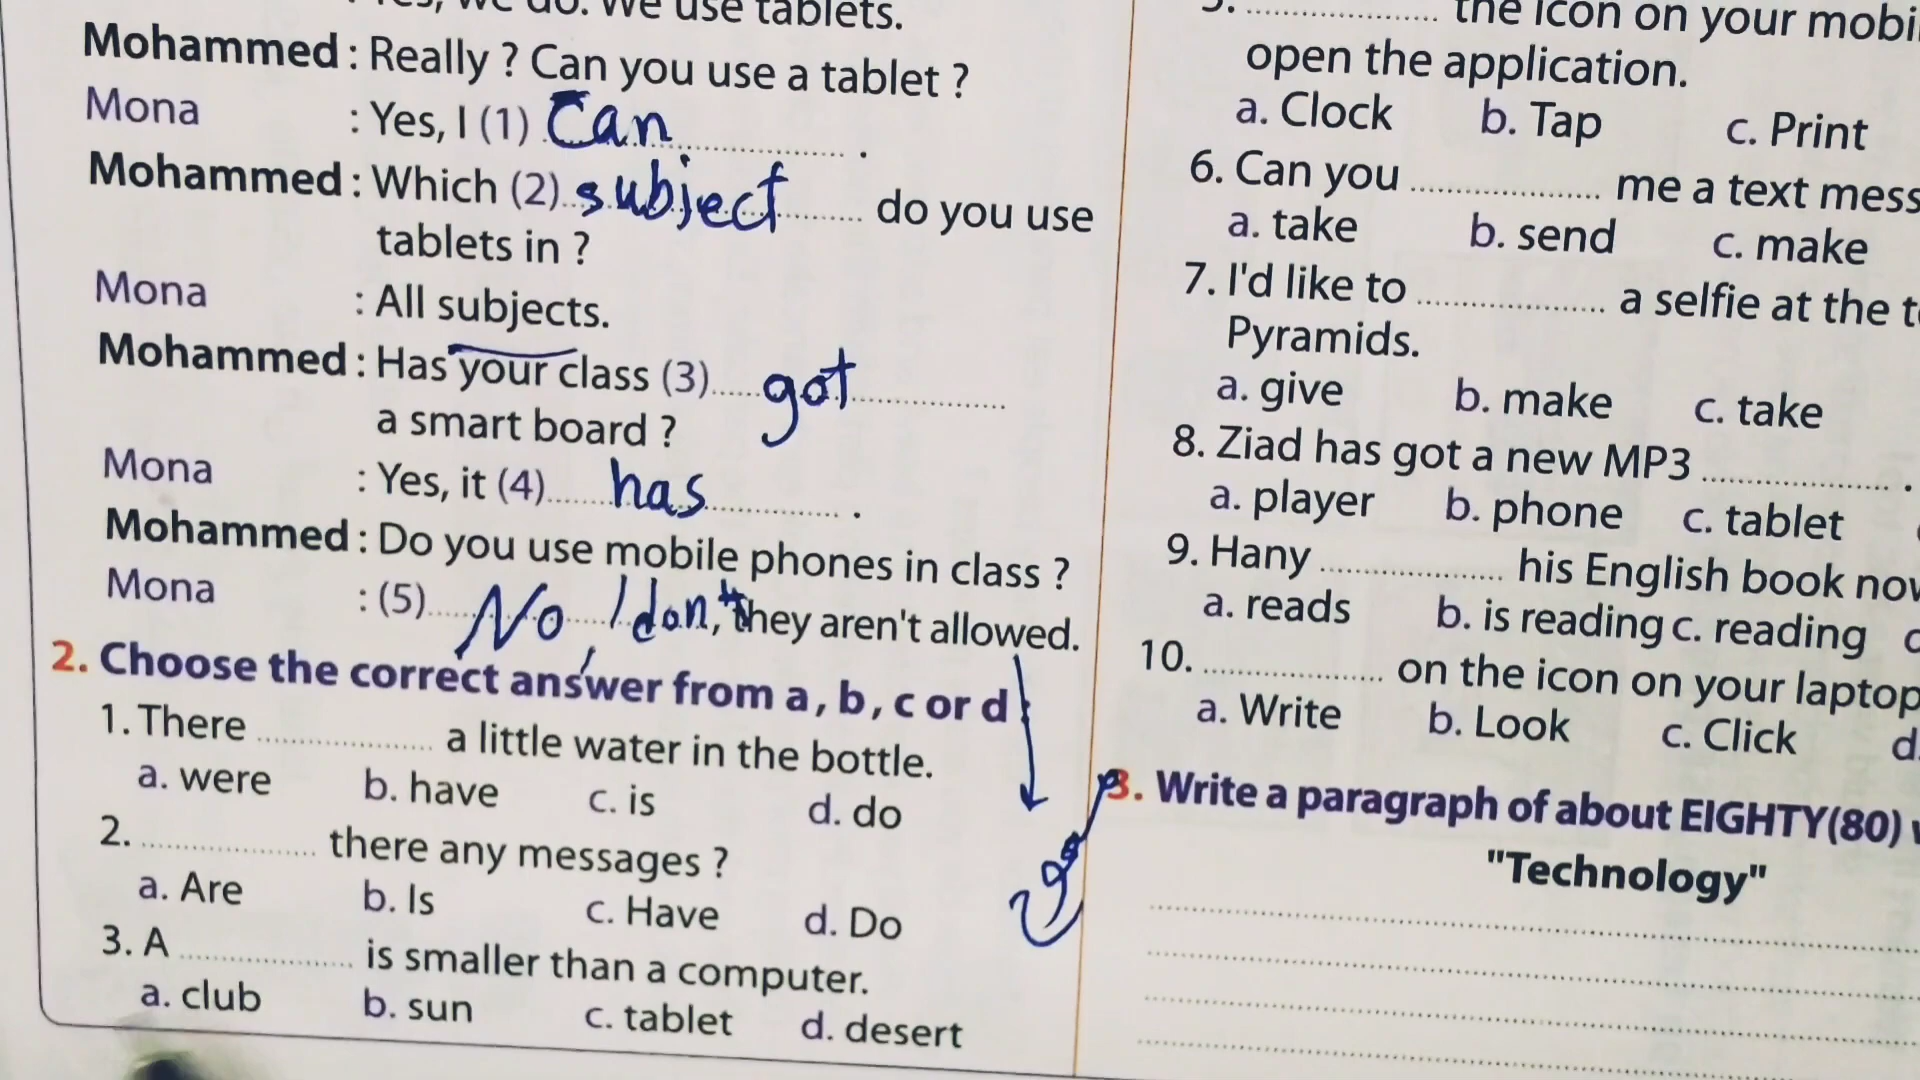 we do. We use tablets.
Mohammed : Really ? Can you use a tablet ?
Mona : Yes, I (1) Can .
Mohammed : Which (2) subject do you use
tablets in ?
Mona : All subjects.
Mohammed : Has your class (3) got
a smart board ?
Mona : Yes, it (4) has .
Mohammed : Do you use mobile phones in class ?
Mona : (5) No, I don't, they aren't allowed.
2. Choose the correct answer from a, b, c or d :
1. There ............ a little water in the bottle.
a. were b. have c. is d. do
2. ............ there any messages ?
a. Are b. Is c. Have d. Do
3. A ............ is smaller than a computer.
a. club b. sun c. tablet d. desert
............ the icon on your
open the application.
a. Clock b. Tap c. Print
6. Can you ............ me a text
a. take b. send c. make
7. I'd like to ............ a selfie at the
Pyramids.
a. give b. make c. take
8. Ziad has got a new MP3 ............ .
a. player b. phone c. tablet
9. Hany ............ his English book
a. reads b. is reading c. reading
10. ............ on the icon on your laptop
a. Write b. Look c. Click d.
3. Write a paragraph of about EIGHTY(80)
"Technology"